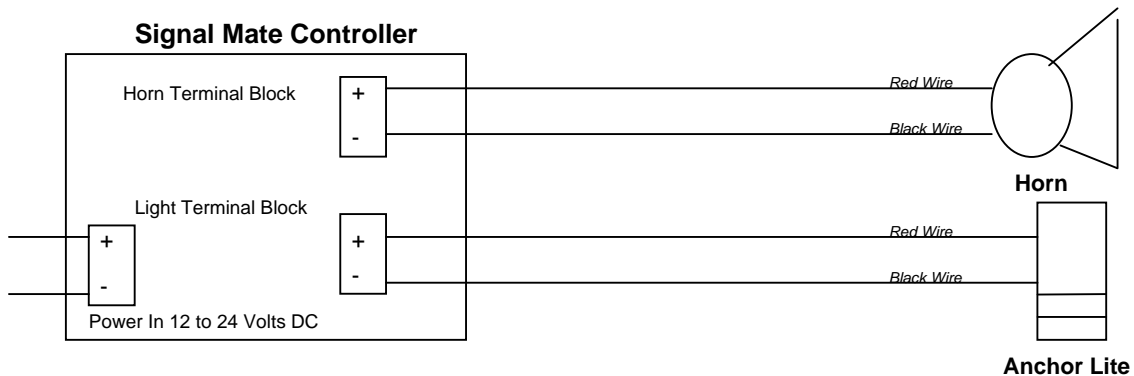 Signal Mate Controller
Horn Terminal Block
+
-
Red Wire
Black Wire
Horn
Light Terminal Block
+
-
Red Wire
Black Wire
+
-
Power In 12 to 24 Volts DC
Anchor Lite